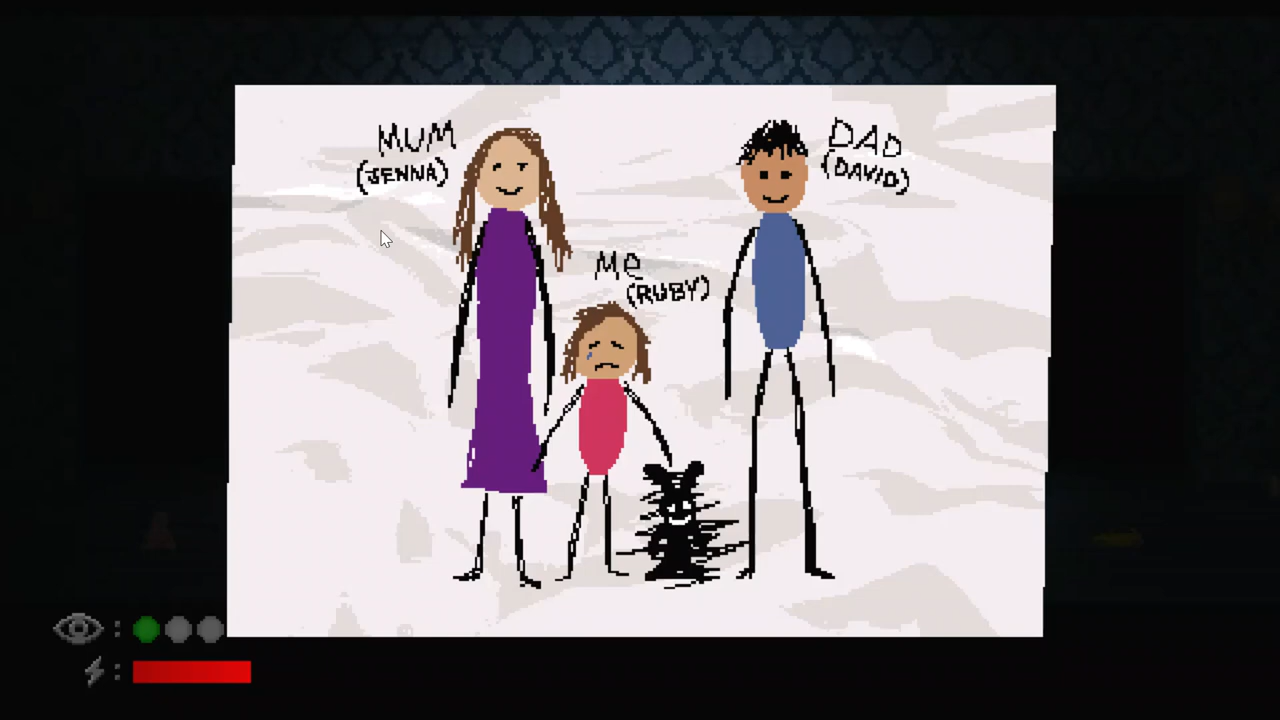 MUM
(JENNA)
DAD
(DAVID)
Me
(RUBY)